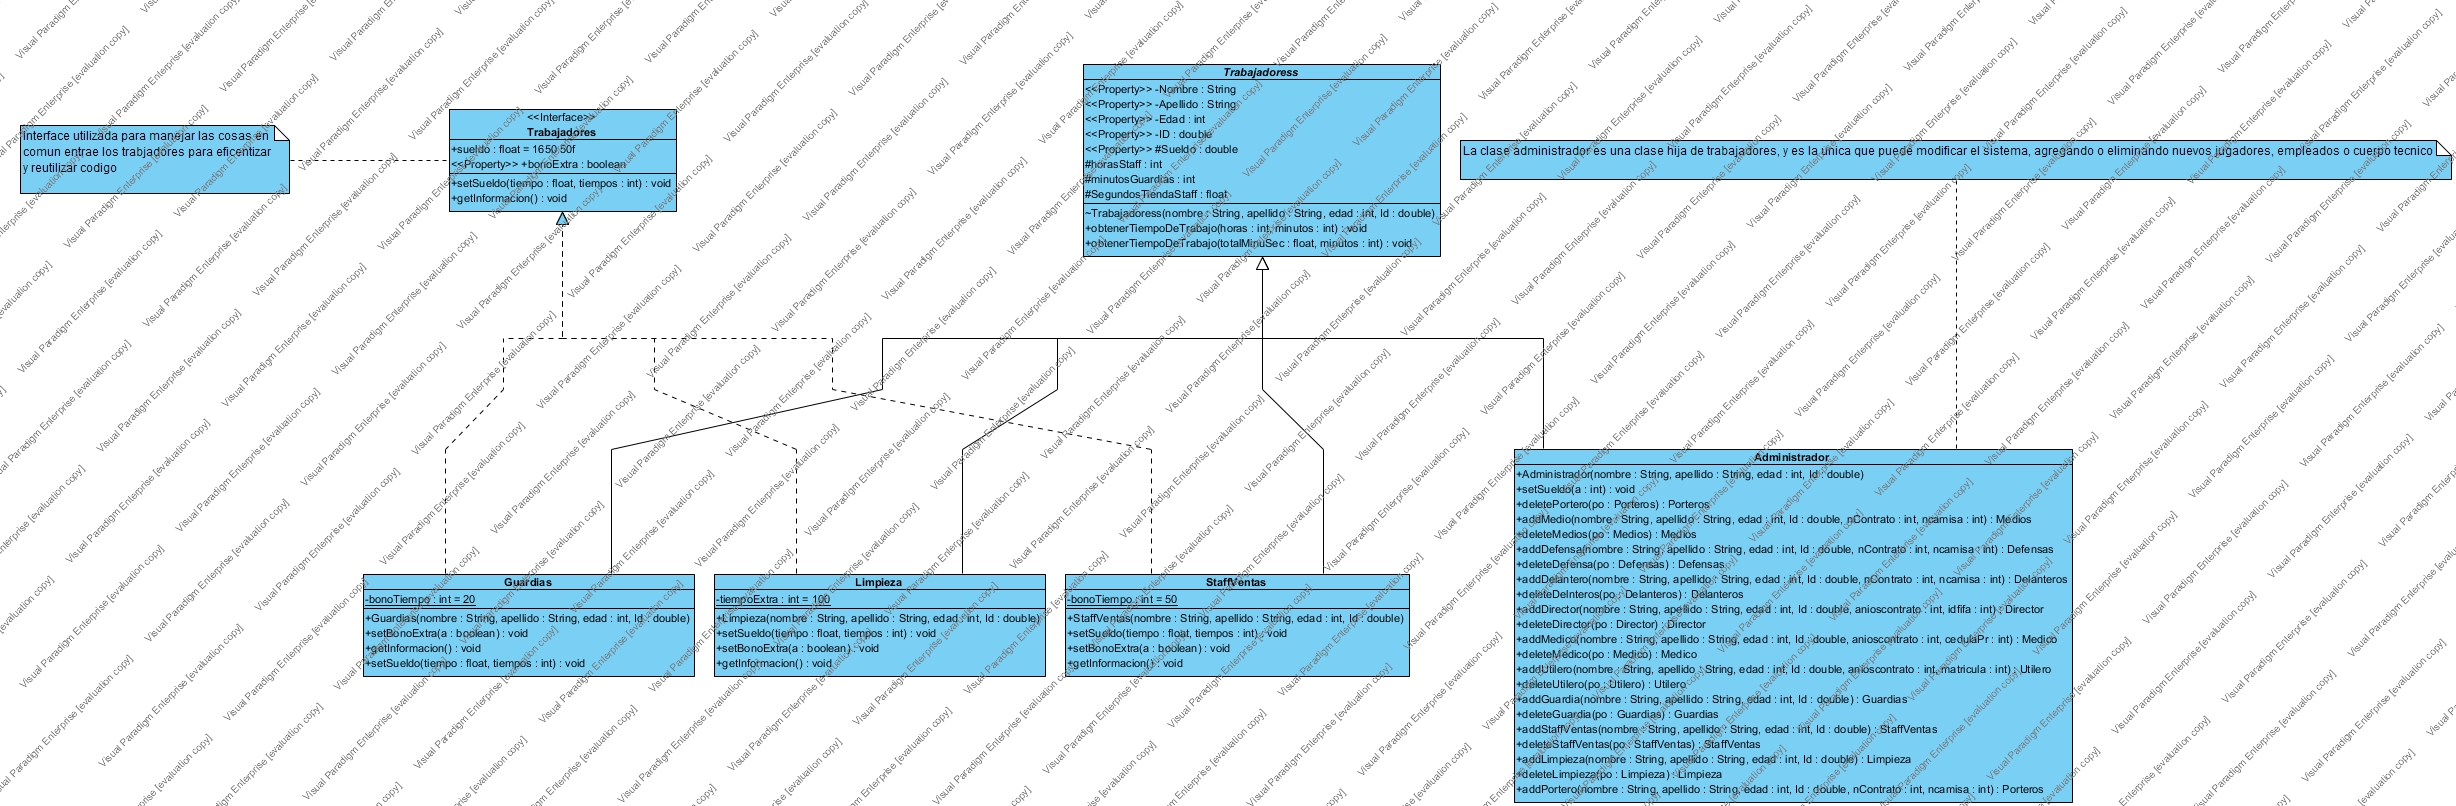 Interface utilizada para manejar las cosas en
comun entrae los trbajadores para eficentizar
y reutilizar codigo
<<Interface>>
Trabajadores
+sueldo : float = 1650.50f
<<Property>> +bonoExtra : boolean
+setSueldo(tiempo : float, tiempos : int) : void
+getInformacion() : void
Trabajadoress
<<Property>> -Nombre : String
<<Property>> -Apellido : String
<<Property>> -Edad : int
<<Property>> -ID : double
<<Property>> #Sueldo : double
#horasStaff : int
#minutosGuardias : int
#SegundosTiendaStaff : float
~Trabajadoress(nombre : String, apellido : String, edad : int, Id : double)
+obtenerTiempoDeTrabajo(horas : int, minutos : int) : void
+obtenerTiempoDeTrabajo(totalMinuSec : float, minutos : int) : void
La clase administrador es una clase hija de trabajadores, y es la unica que puede modificar el sistema, agregando o eliminando nuevos jugadores, empleados o cuerpo tecnico
Guardias
-bonoTiempo : int = 20
+Guardias(nombre : String, apellido : String, edad : int, Id : double)
+setBonoExtra(a : boolean) : void
+getInformacion() : void
+setSueldo(tiempo : float, tiempos : int) : void
Limpieza
-tiempoExtra : int = 100
+Limpieza(nombre : String, apellido : String, edad : int, Id : double)
+setSueldo(tiempo : float, tiempos : int) : void
+setBonoExtra(a : boolean) : void
+getInformacion() : void
StaffVentas
-bonoTiempo : int = 50
+StaffVentas(nombre : String, apellido : String, edad : int, Id : double)
+setSueldo(tiempo : float, tiempos : int) : void
+setBonoExtra(a : boolean) : void
+getInformacion() : void
Administrador
+Administrador(nombre : String, apellido : String, edad : int, Id : double)
+setSueldo(a : int) : void
+deletePortero(po : Porteros) : Porteros
+addMedio(nombre : String, apellido : String, edad : int, Id : double, nContrato : int, ncamisa : int) : Medios
+deleteMedios(po : Medios) : Medios
+addDefensa(nombre : String, apellido : String, edad : int, Id : double, nContrato : int, ncamisa : int) : Defensas
+deleteDefensa(po : Defensas) : Defensas
+addDelantero(nombre : String, apellido : String, edad : int, Id : double, nContrato : int, ncamisa : int) : Delanteros
+deleteDelnteros(po : Delanteros) : Delanteros
+addDirector(nombre : String, apellido : String, edad : int, Id : double, anioscontrato : int, idfifa : int) : Director
+deleteDirector(po : Director) : Director
+addMedico(nombre : String, apellido : String, edad : int, Id : double, anioscontrato : int, cedulaPr : int) : Medico
+deleteMedico(po : Medico) : Medico
+addUtilero(nombre : String, apellido : String, edad : int, Id : double, anioscontrato : int, matricula : int) : Utilero
+deleteUtilero(po : Utilero) : Utilero
+addGuardia(nombre : String, apellido : String, edad : int, Id : double) : Guardias
+deleteGuardia(po : Guardias) : Guardias
+addStaffVentas(nombre : String, apellido : String, edad : int, Id : double) : StaffVentas
+deleteStaffVentas(po : StaffVentas) : StaffVentas
+addLimpieza(nombre : String, apellido : String, edad : int, Id : double) : Limpieza
+deleteLimpieza(po : Limpieza) : Limpieza
+addPortero(nombre : String, apellido : String, edad : int, Id : double, nContrato : int, ncamisa : int) : Porteros
Visual Paradigm Enterprise [evaluation copy]